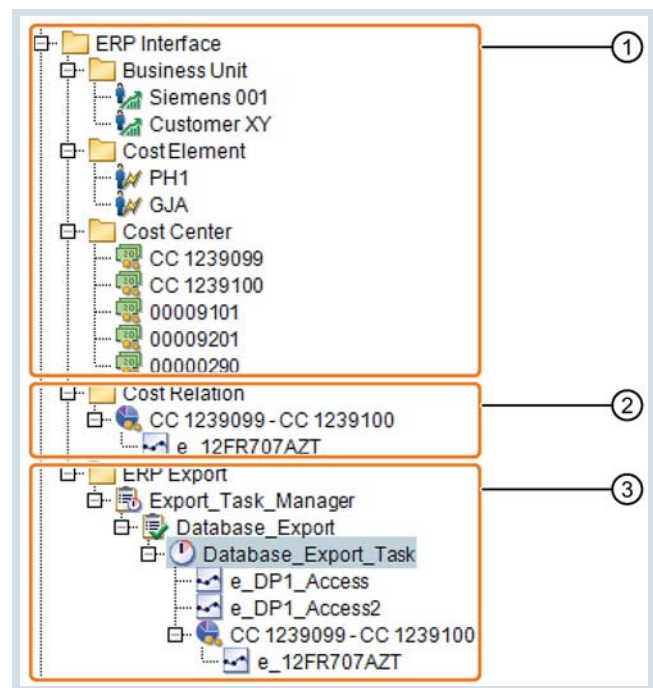 ERP Interface
1
Business Unit
Siemens 001
Customer XY
CostElement
PH1
GJA
Cost Center
CC 1239099
CC 1239100
00009101
00009201
00000290
Cost Relation
2
CC 1239099-CC 1239100
e_12FR707AZT
ERP Export
3
Export_Task_Manager
Database_Export
Database_Export_Task
e_DP1_Access
e_DP1_Access2
CC 1239099-CC 1239100
e_12FR707AZT